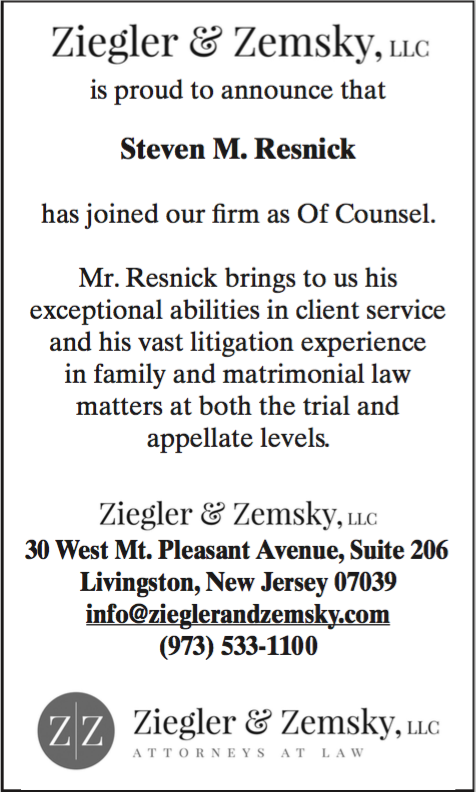 Ziegler & Zemsky, LLC
is proud to announce that
Steven M. Resnick
has joined our firm as Of Counsel.
Mr. Resnick brings to us his
exceptional abilities in client service
and his vast litigation experience
in family and matrimonial law
matters at both the trial and
appellate levels.
Ziegler & Zemsky, LLC
30 West Mt. Pleasant Avenue, Suite 206
Livingston, New Jersey 07039
info@zieglerandzemsky.com
(973) 533-1100
Z|Z Ziegler & Zemsky, LLC
ATTORNEYS AT LAW